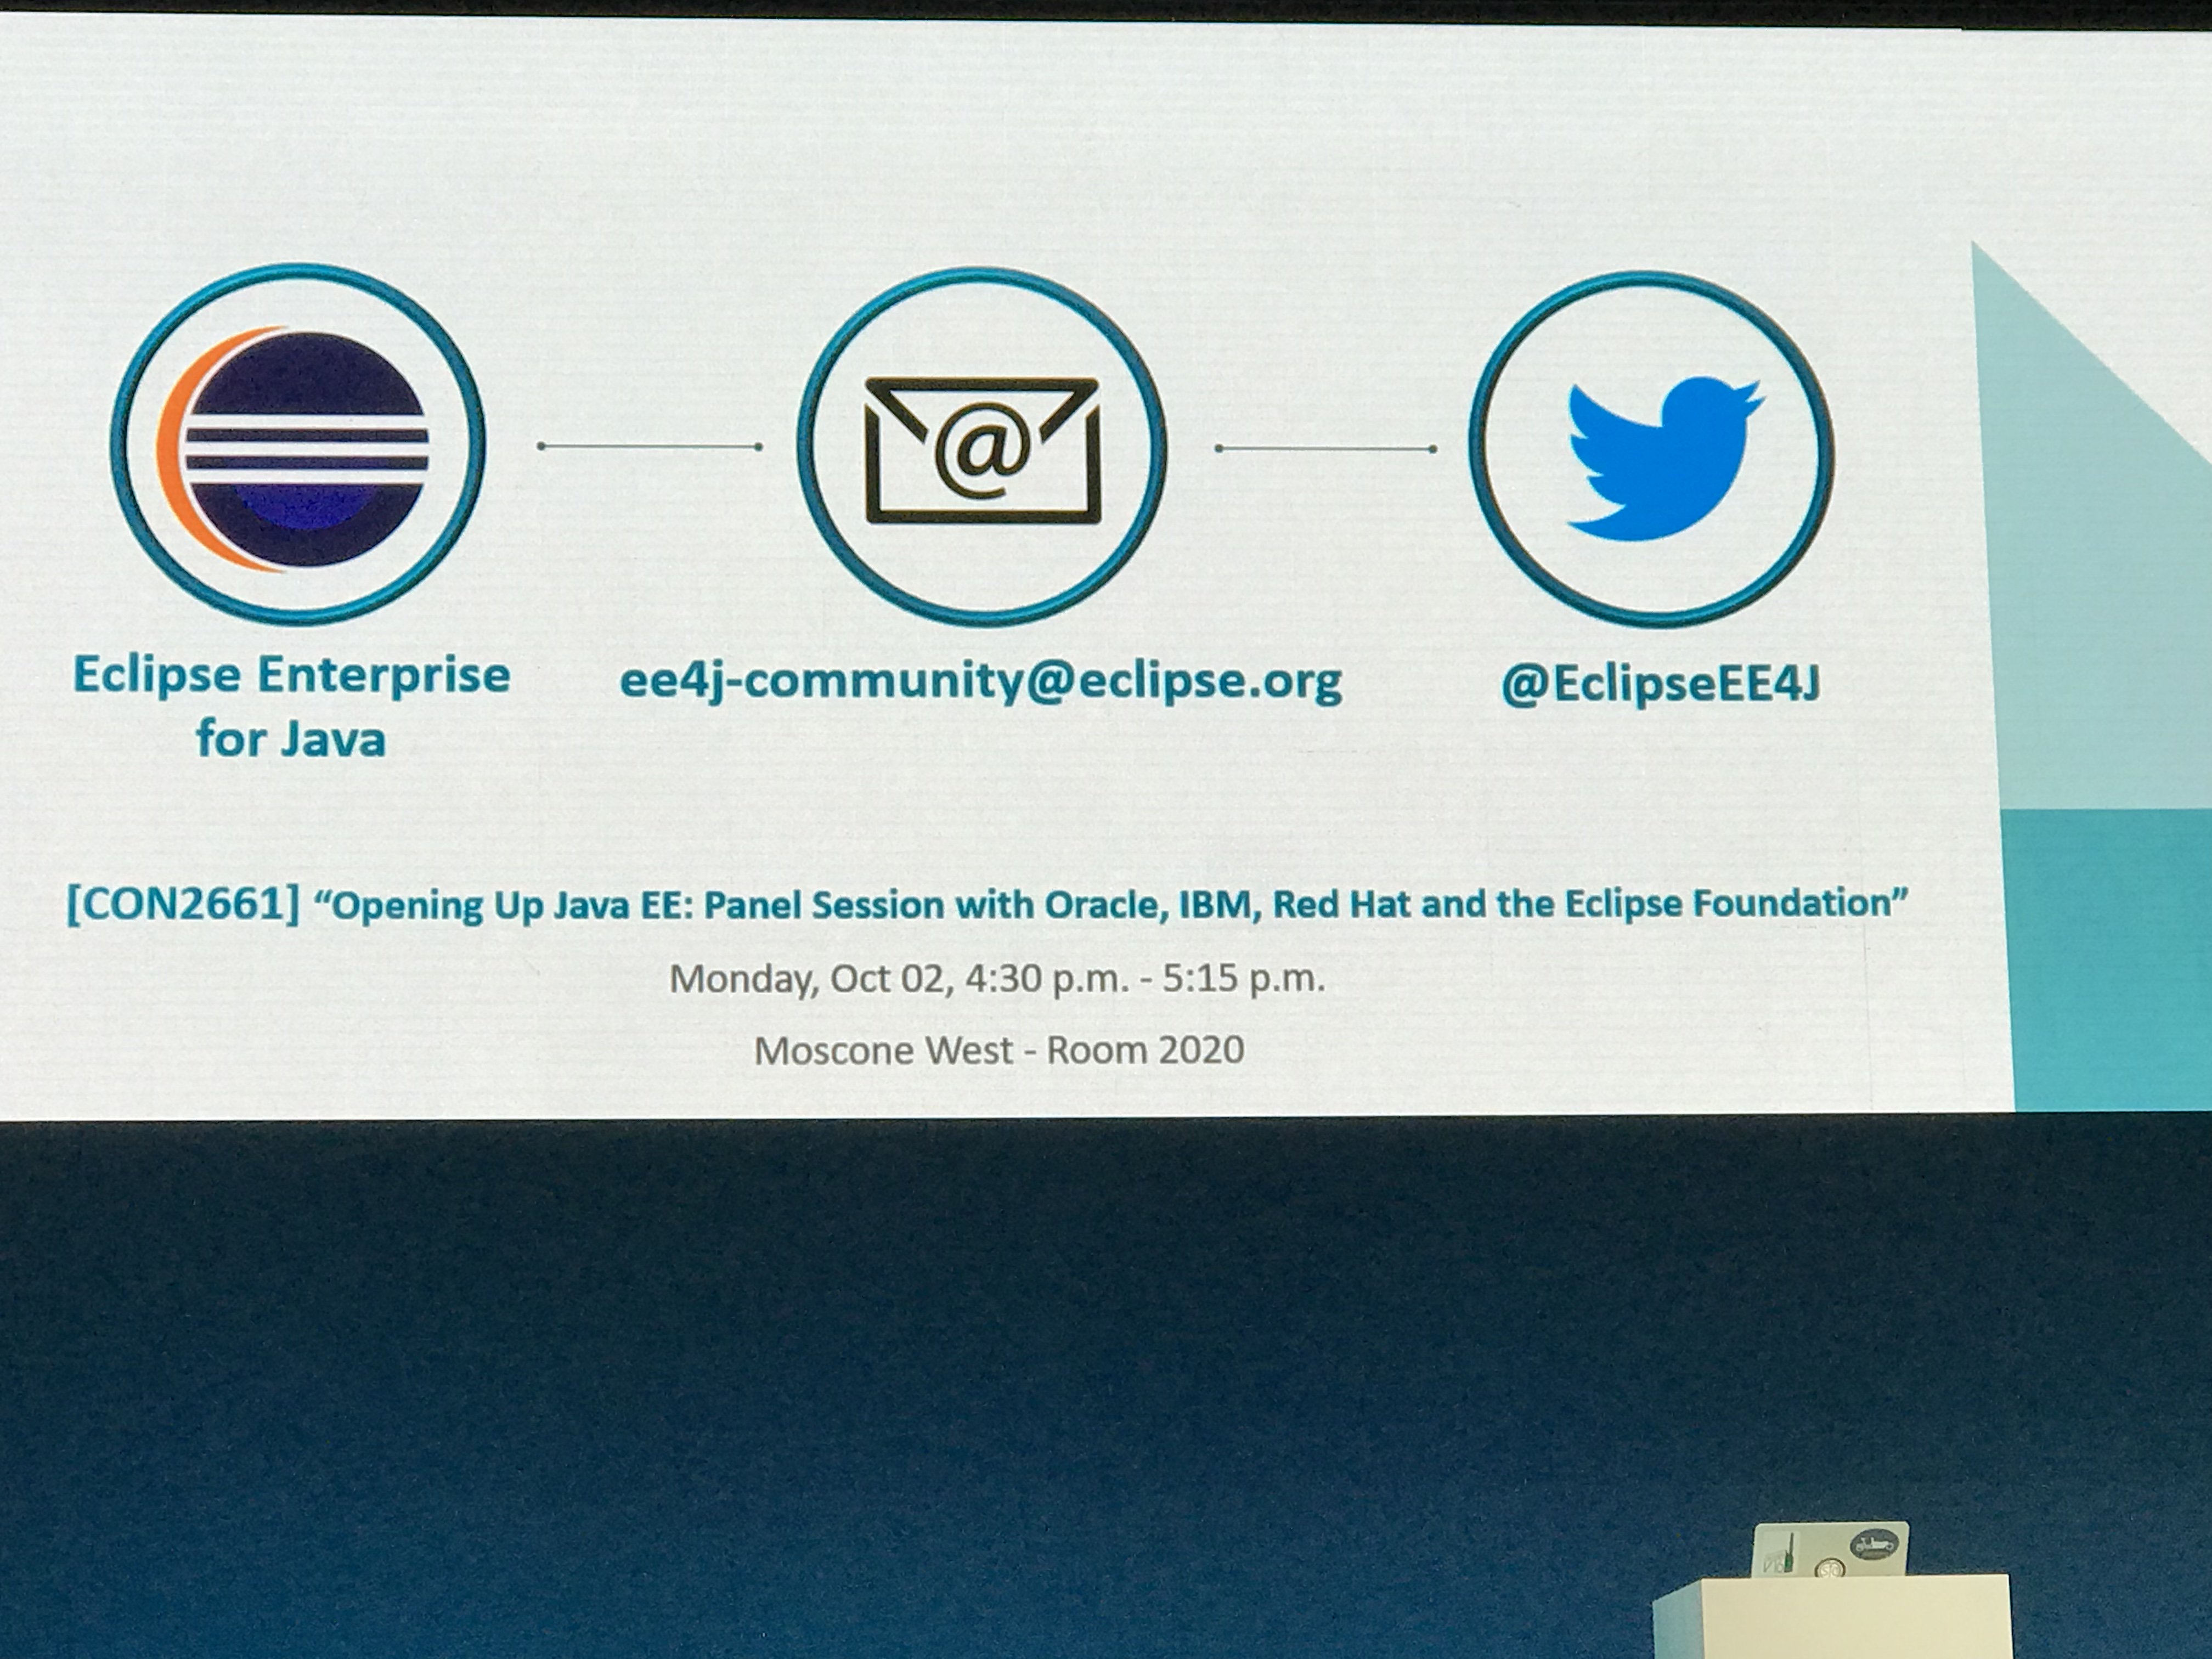 Eclipse Enterprise
for Java
ee4j-community@eclipse.org
@EclipseEE4J
[CON2661] “Opening Up Java EE: Panel Session with Oracle, IBM, Red Hat and the Eclipse Foundation”
Monday, Oct 02, 4:30 p.m. - 5:15 p.m.
Moscone West - Room 2020